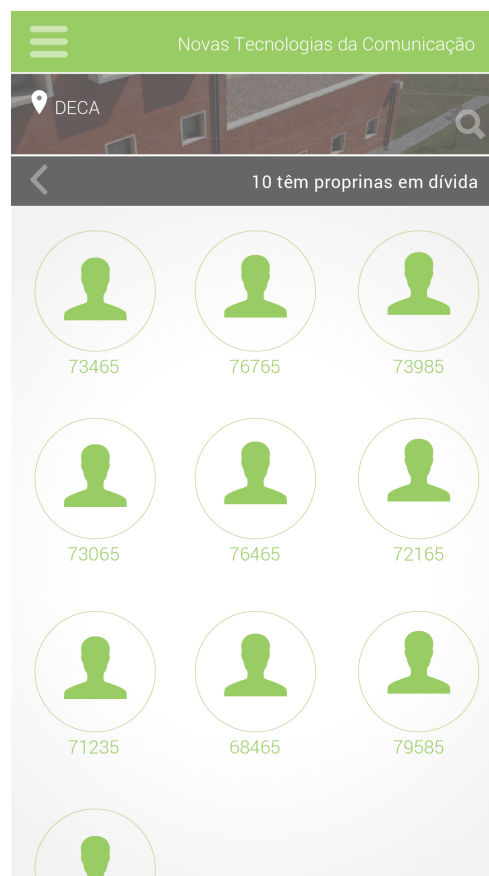 Novas Tecnologias da Comunicação
DECA
10 têm proprinas em dívida
73465 76765 73985
73065 76465 72165
71235 68465 79585